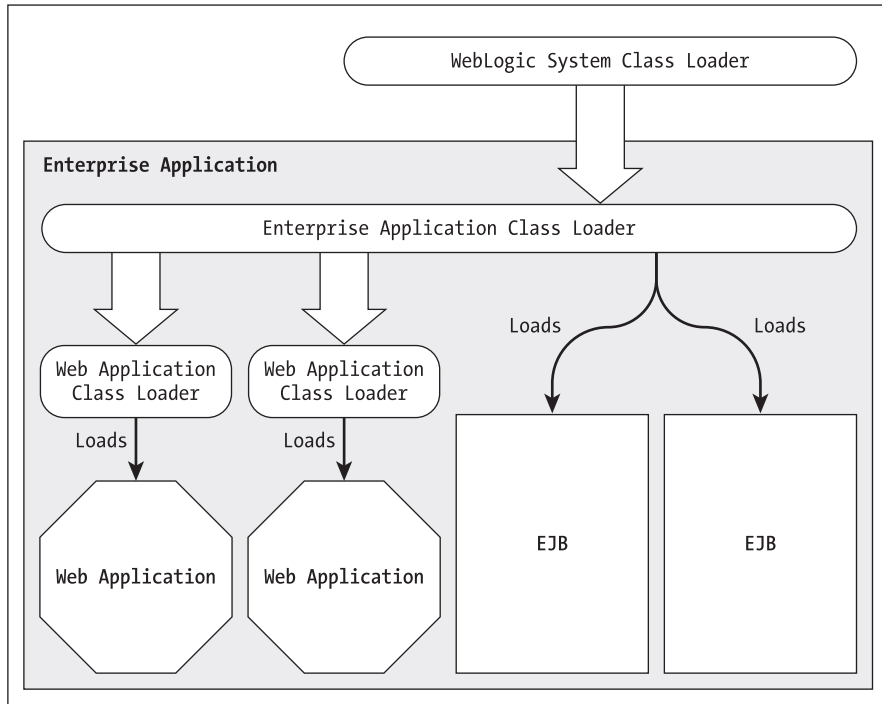 WebLogic System Class Loader
Enterprise Application
Enterprise Application Class Loader
Loads
Loads
Web Application
Class Loader
Web Application
Class Loader
Loads
Loads
Web Application
Web Application
EJB
EJB